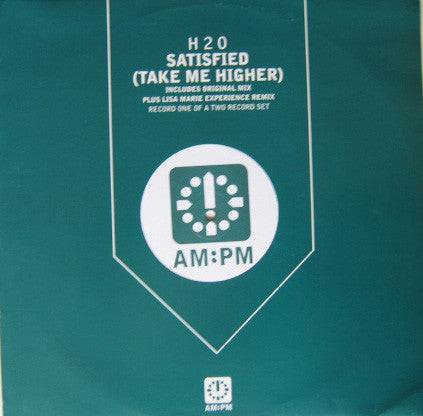 H2O
SATISFIED
(TAKE ME HIGHER)
INCLUDES ORIGINAL MIX
PLUS LISA MARIE EXPERIENCE REMIX
RECORD ONE OF A TWO RECORD SET
AM:PM
AM:PM